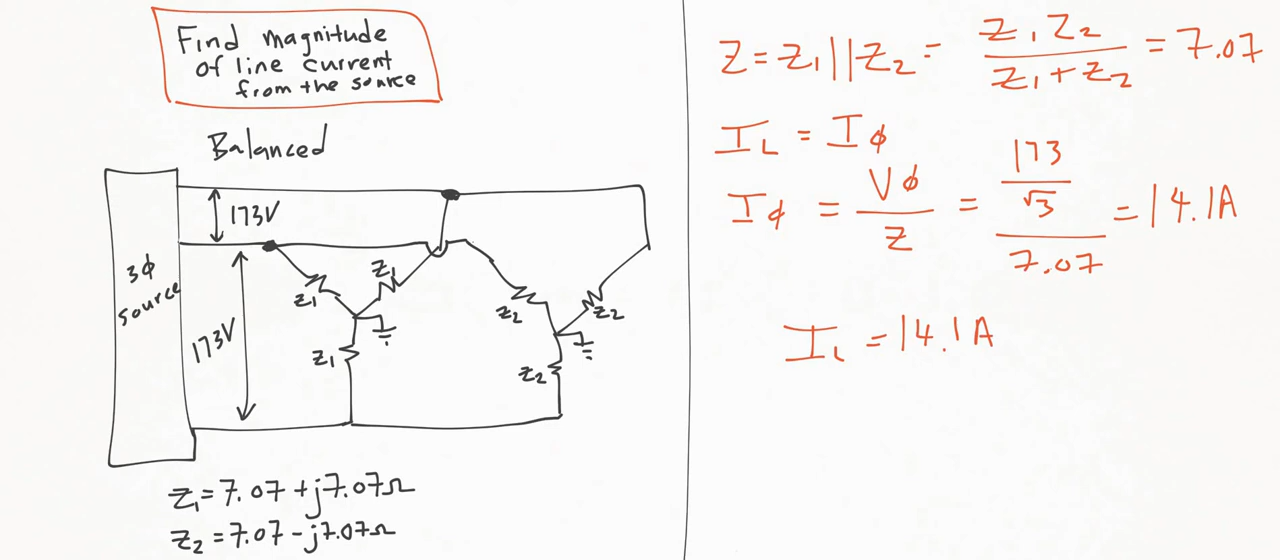 Find magnitude
of line current
from the source
Balanced
173V
3ϕ
source
173V
Z₁
Z₁
Z₁
Z₂
Z₂
Z₂
Z₁ = 7.07 + j7.07Ω
Z₂ = 7.07 - j7.07Ω
Z = Z₁ || Z₂ = Z₁Z₂ / (Z₁ + Z₂) = 7.07
I_L = Iϕ
Iϕ = Vϕ / Z = (173 / √3) / 7.07 = 14.1A
I_L = 14.1A